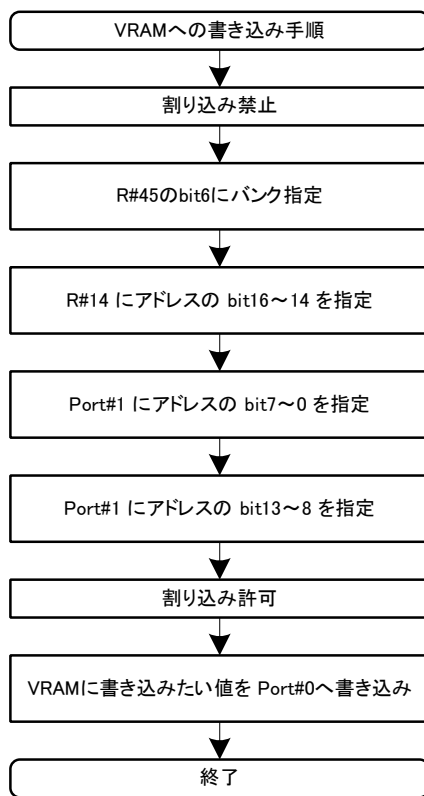 VRAMへの書き込み手順
割り込み禁止
R#45のbit6にバンク指定
R#14 にアドレスの bit16～14 を指定
Port#1 にアドレスの bit7～0 を指定
Port#1 にアドレスの bit13～8 を指定
割り込み許可
VRAMに書き込みたい値を Port#0へ書き込み
終了